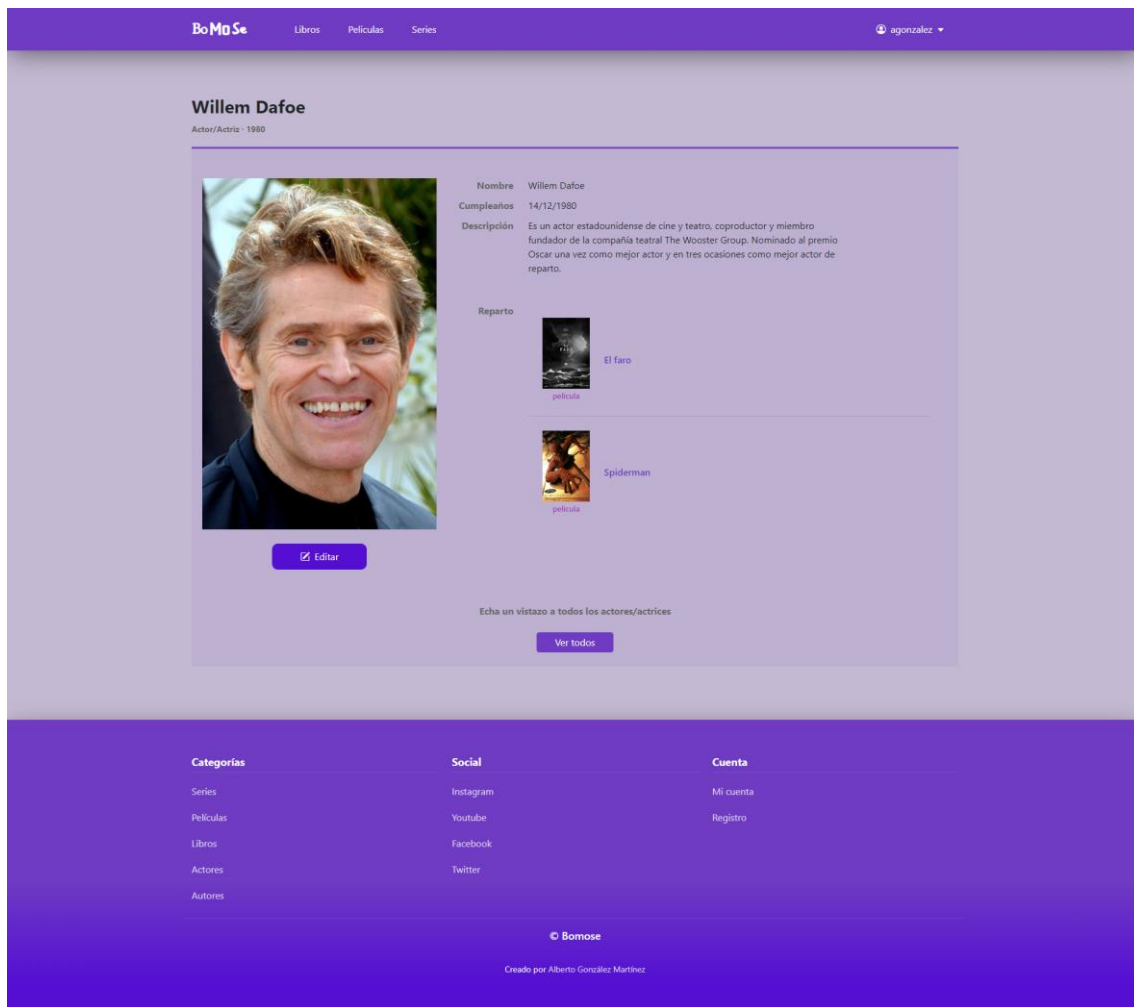 BoMoSe Libros Películas Series agonzalez
Willem Dafoe
Actor/Actriz · 1980
Nombre Willem Dafoe
Cumpleaños 14/12/1980
Descripción Es un actor estadounidense de cine y teatro, coproductor y miembro
fundador de la compañía teatral The Wooster Group. Nominado al premio
Oscar una vez como mejor actor y en tres ocasiones como mejor actor de
reparto.
Reparto
FARO
El faro
película
Spiderman
película
Editar
Echa un vistazo a todos los actores/actrices
Ver todos
Categorías Social Cuenta
Series Instagram Mi cuenta
Películas Youtube Registro
Libros Facebook
Actores Twitter
Autores
© Bomose
Creado por Alberto González Martínez